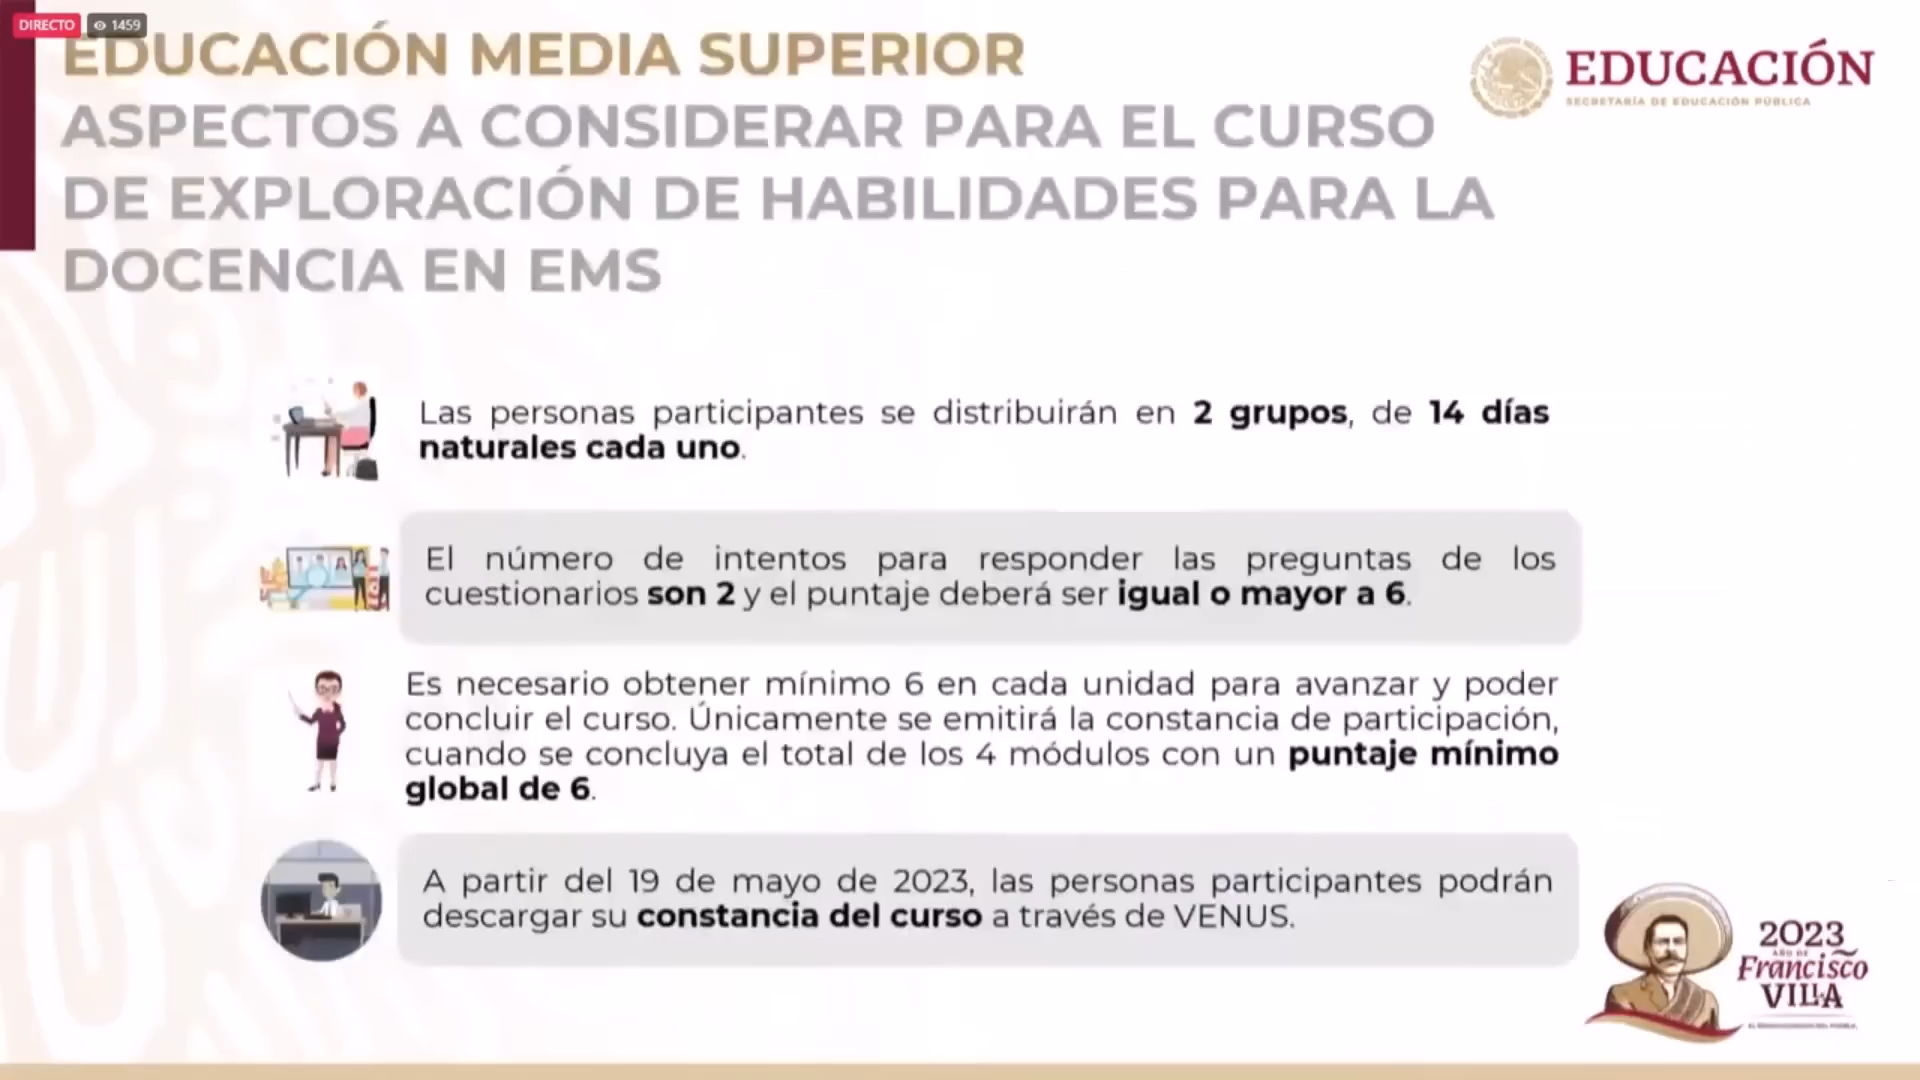 DIRECTO 1459
EDUCACIÓN MEDIA SUPERIOR
ASPECTOS A CONSIDERAR PARA EL CURSO
DE EXPLORACIÓN DE HABILIDADES PARA LA
DOCENCIA EN EMS
EDUCACIÓN
SECRETARÍA DE EDUCACIÓN PÚBLICA
Las personas participantes se distribuirán en 2 grupos, de 14 días
naturales cada uno.
El número de intentos para responder las preguntas de los
cuestionarios son 2 y el puntaje deberá ser igual o mayor a 6.
Es necesario obtener mínimo 6 en cada unidad para avanzar y poder
concluir el curso. Únicamente se emitirá la constancia de participación,
cuando se concluya el total de los 4 módulos con un puntaje mínimo
global de 6.
A partir del 19 de mayo de 2023, las personas participantes podrán
descargar su constancia del curso a través de VENUS.
2023
AÑO DE
Francisco
VILLA